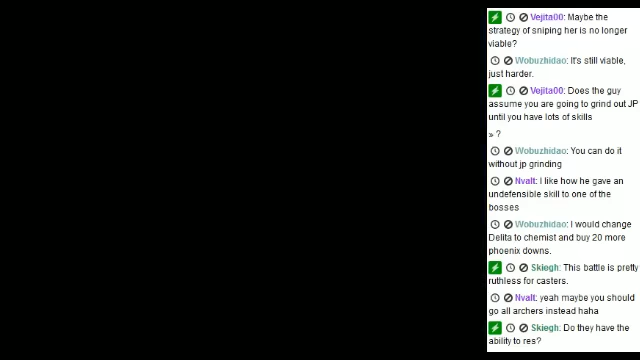 Vejita00: Maybe the
strategy of sniping her is no longer
viable?
Wobuzhidao: It's still viable,
just harder.
Vejita00: Does the guy
assume you are going to grind out JP
until you have lots of skills
» ?
Wobuzhidao: You can do it
without jp grinding
Nvalt: I like how he gave an
undefensible skill to one of the
bosses
Wobuzhidao: I would change
Delita to chemist and buy 20 more
phoenix downs.
Skiegh: This battle is pretty
ruthless for casters.
Nvalt: yeah maybe you should
go all archers instead haha
Skiegh: Do they have the
ability to res?